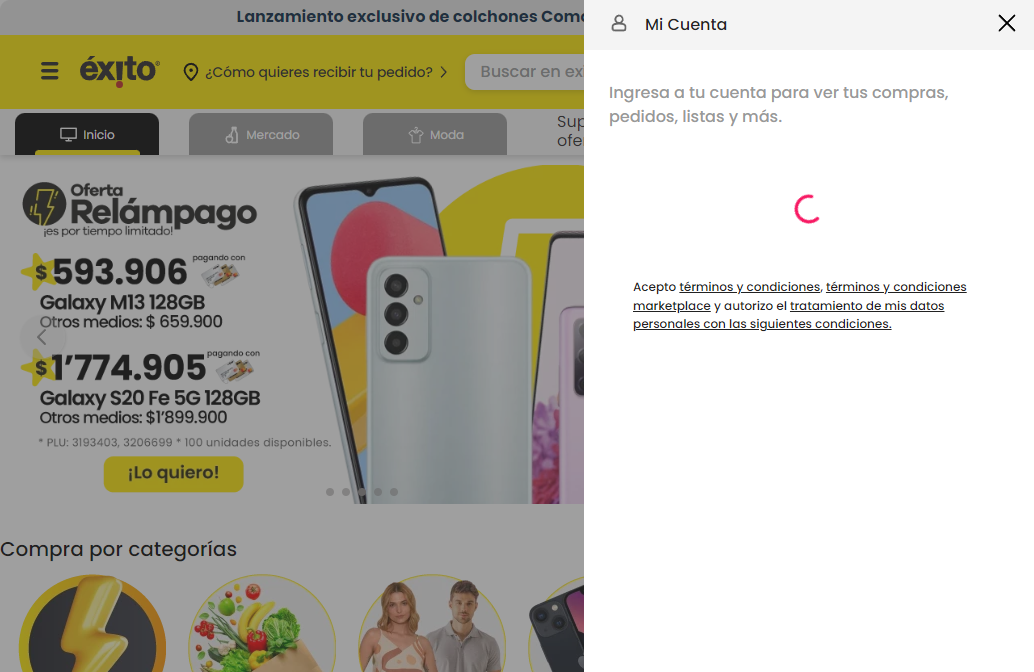 Lanzamiento exclusivo de colchones
éxito
¿Cómo quieres recibir tu pedido?
Buscar en
Inicio
Mercado
Moda
Oferta
Relámpago
¡es por tiempo limitado!
$593.906 pagando con
Galaxy M13 128GB
Otros medios: $ 659.900
$1’774.905 pagando con
Galaxy S20 Fe 5G 128GB
Otros medios: $1’899.900
* PLU: 3193403, 3206699 * 100 unidades disponibles.
¡Lo quiero!
Compra por categorías
Mi Cuenta
Ingresa a tu cuenta para ver tus compras,
pedidos, listas y más.
Acepto términos y condiciones, términos y condiciones
marketplace y autorizo el tratamiento de mis datos
personales con las siguientes condiciones.